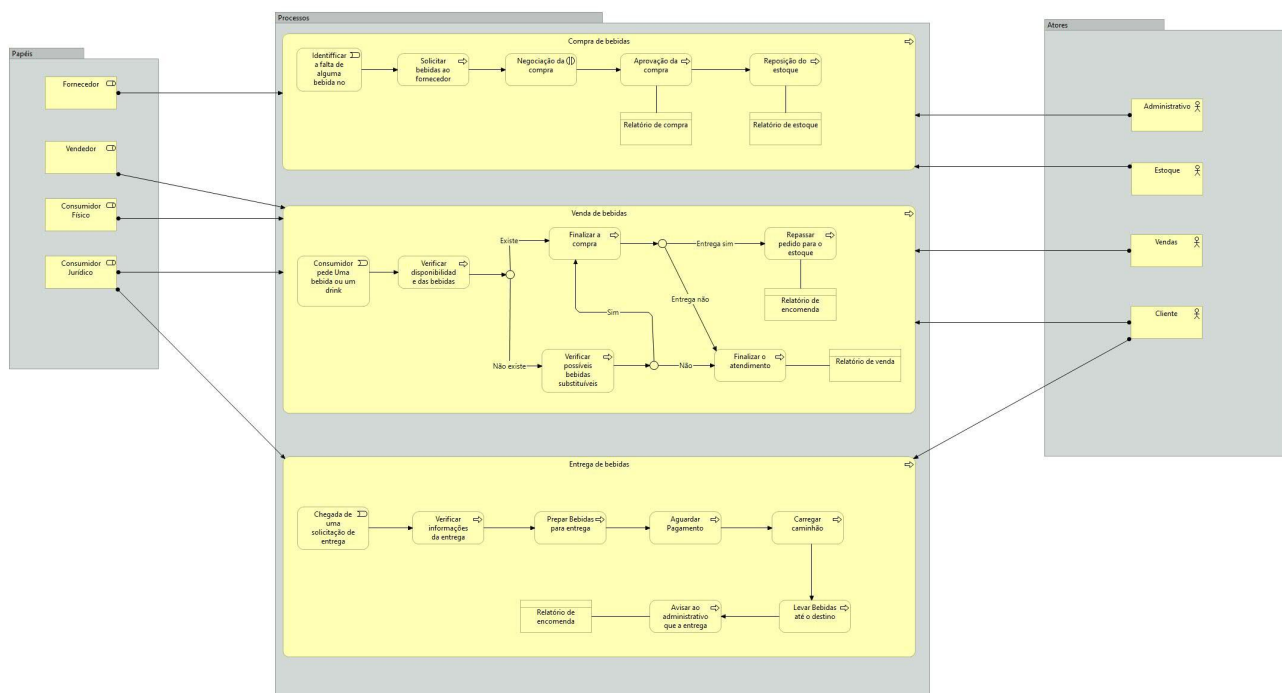 Processos
Papéis
Atores
Fornecedor
Vendedor
Consumidor
Físico
Consumidor
Jurídico
Compra de bebidas
Identifficar
a falta de
alguma
bebida no
Solicitar
bebidas ao
fornecedor
Negociação da
compra
Aprovação da
compra
Reposição do
estoque
Relatório de compra
Relatório de estoque
Venda de bebidas
Consumidor
pede Uma
bebida ou um
drink
Verificar
disponibilidad
e das bebidas
Existe
Não existe
Finalizar a
compra
Entrega sim
Repassar
pedido para o
estoque
Relatório de
encomenda
Entrega não
Sim
Verificar
possíveis
bebidas
substituíveis
Não
Finalizar o
atendimento
Relatório de venda
Entrega de bebidas
Chegada de
uma
solicitação de
entrega
Verificar
informações
da entrega
Prepar Bebidas
para entrega
Aguardar
Pagamento
Carregar
caminhão
Levar Bebidas
até o destino
Avisar ao
administrativo
que a entrega
Relatório de
encomenda
Administrativo
Estoque
Vendas
Cliente